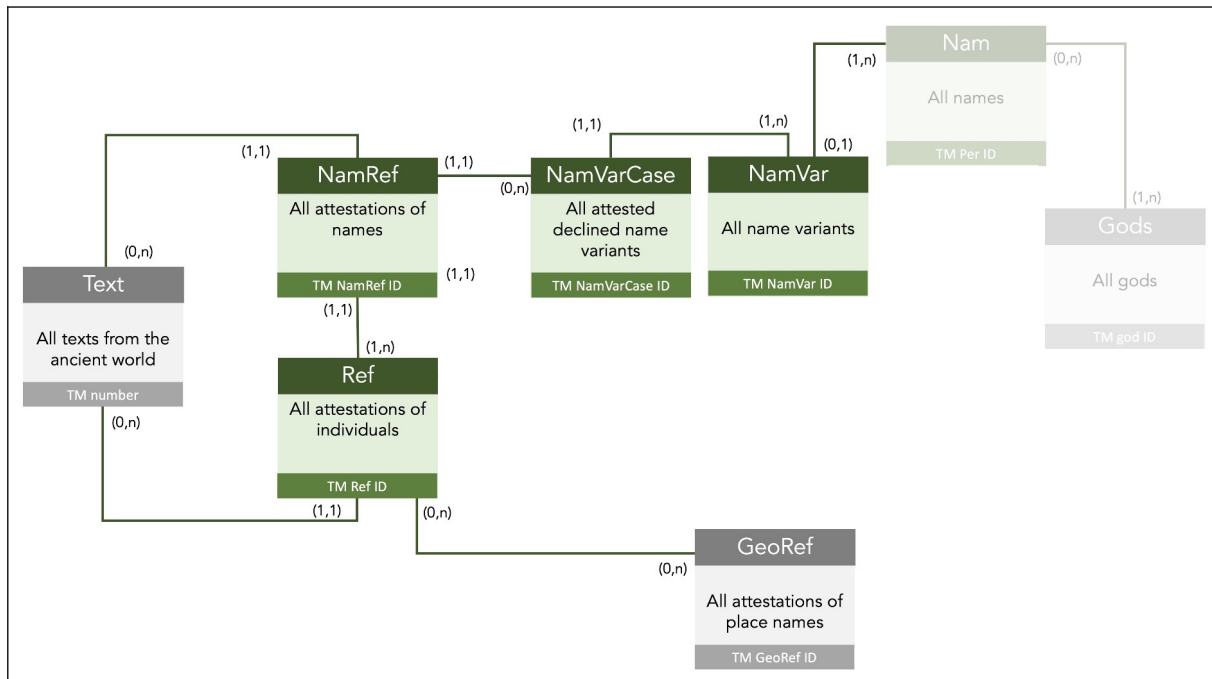 Nam
(1,n)
(0,n)
All names
TM Per ID
(1,1)
(1,1)
(1,1)
(1,n)
(0,1)
NamRef
(0,n)
NamVarCase
NamVar
All attestations of
names
All attested
declined name
variants
All name variants
(1,n)
Gods
All gods
TM god ID
(0,n)
Text
TM NamRef ID
(1,1)
TM NamVarCase ID
TM NamVar ID
(1,1)
All texts from the
ancient world
TM number
(1,n)
Ref
(0,n)
All attestations of
individuals
TM Ref ID
(1,1)
(0,n)
GeoRef
(0,n)
All attestations of
place names
TM GeoRef ID